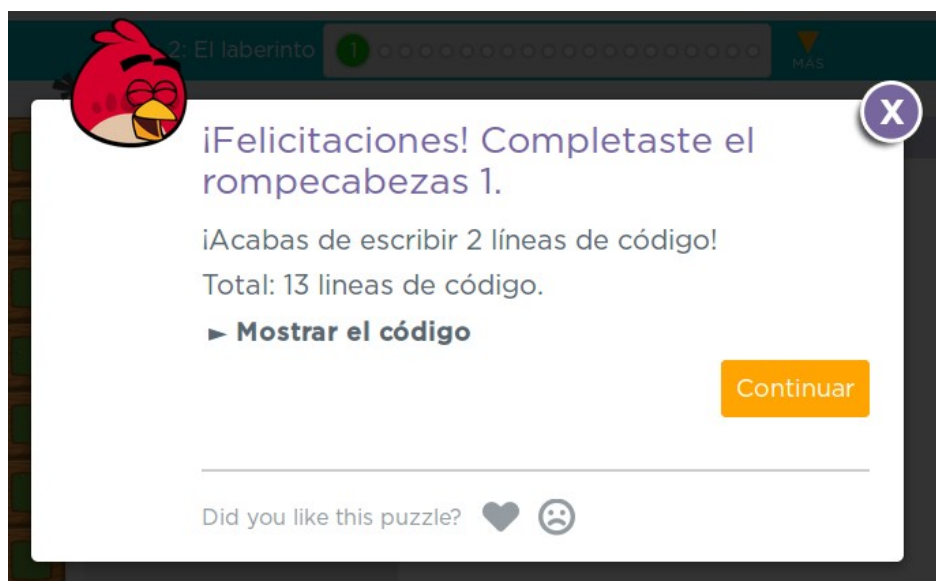 2: El laberinto 1
MÁS
X
¡Felicitaciones! Completaste el
rompecabezas 1.
¡Acabas de escribir 2 líneas de código!
Total: 13 lineas de código.
► Mostrar el código
Continuar
Did you like this puzzle?